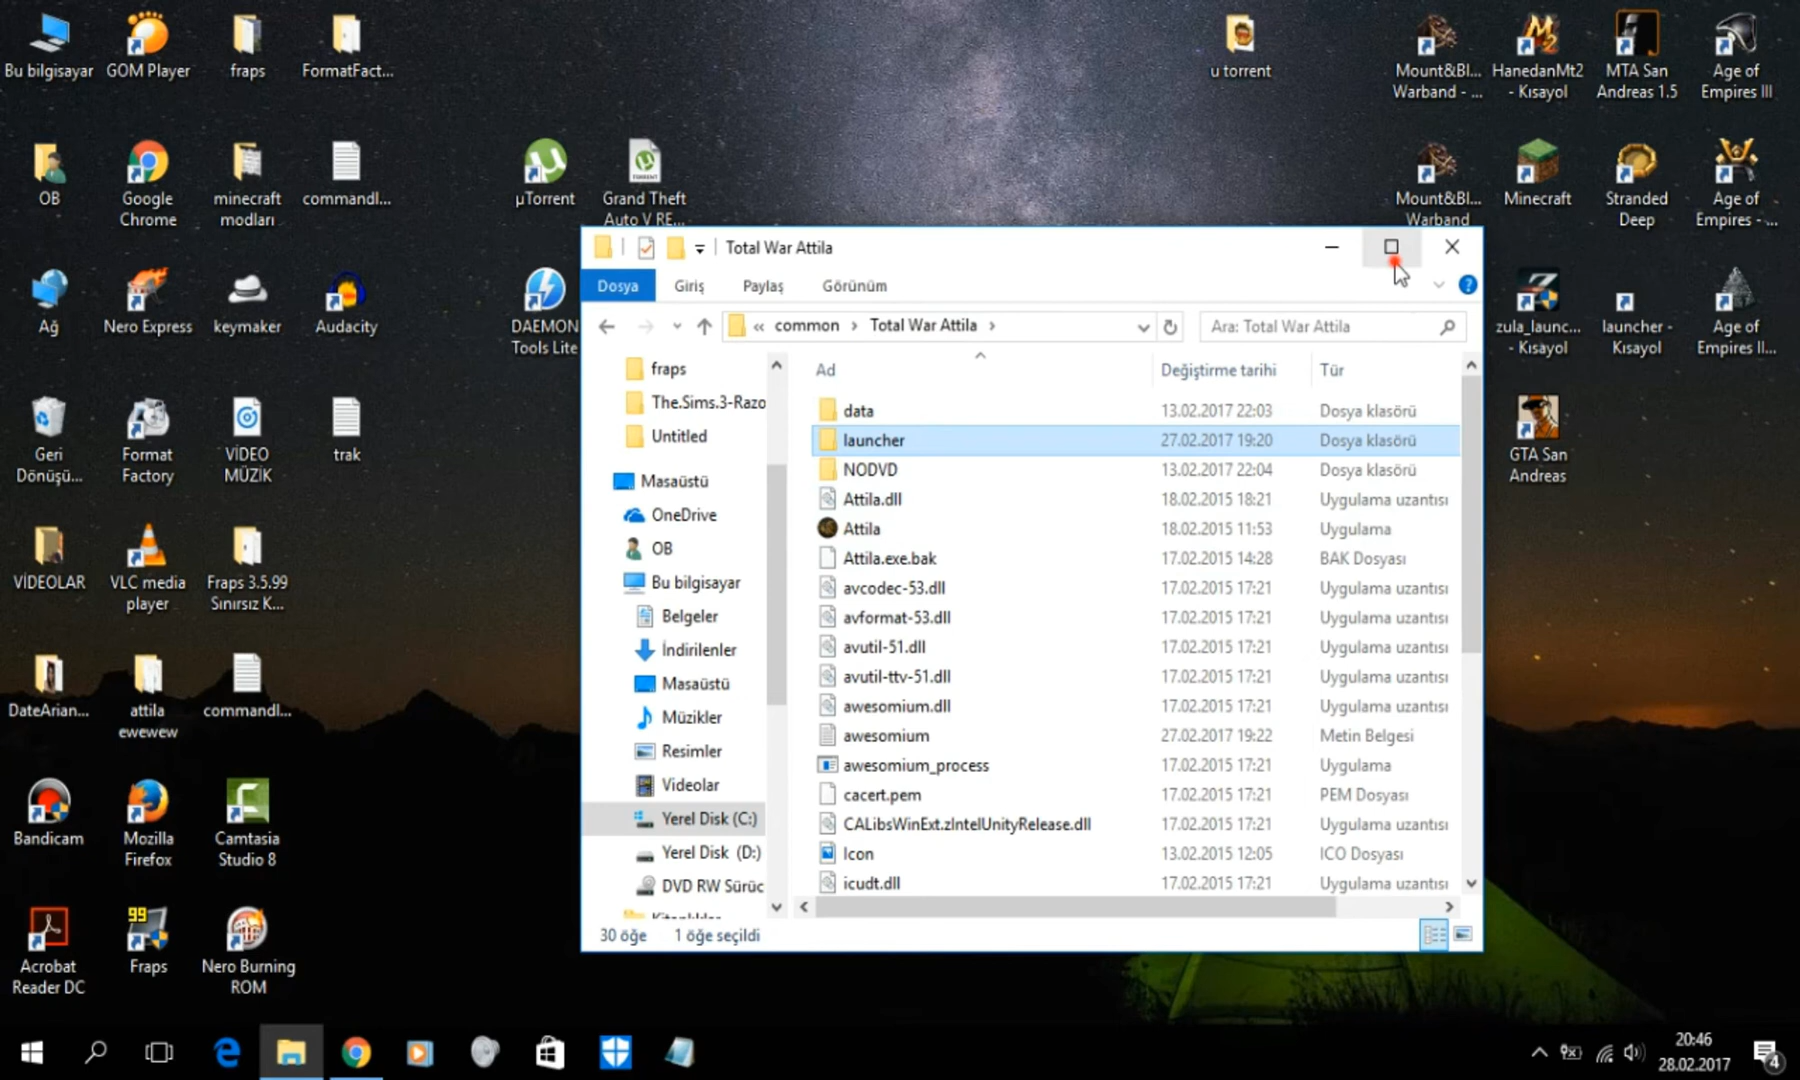 Bu bilgisayar
GOM Player
fraps
FormatFact...
u torrent
Mount&Bl...
Warband - ...
HanedanMt2
- Kısayol
MTA San
Andreas 1.5
Age of
Empires III
OB
Google
Chrome
minecraft
modları
commandl...
µTorrent
TORRENT
Grand Theft
Auto V RE...
Mount&Bl...
Warband
Minecraft
Stranded
Deep
Age of
Empires - ...
Ağ
Nero Express
keymaker
Audacity
DAEMON
Tools Lite
zula_launc...
- Kısayol
launcher -
Kısayol
Age of
Empires II...
Geri
Dönüşü...
Format
Factory
VİDEO
MÜZİK
trak
GTA San
Andreas
VİDEOLAR
VLC media
player
Fraps 3.5.99
Sınırsız K...
DateArian...
attila
ewewew
commandl...
Bandicam
Mozilla
Firefox
Camtasia
Studio 8
Acrobat
Reader DC
99
Fraps
Nero Burning
ROM
Total War Attila
Dosya Giriş Paylaş Görünüm
« common › Total War Attila ›
Ara: Total War Attila
fraps
The.Sims.3-Razo
Untitled
Masaüstü
OneDrive
OB
Bu bilgisayar
Belgeler
İndirilenler
Masaüstü
Müzikler
Resimler
Videolar
Yerel Disk (C:)
Yerel Disk (D:)
DVD RW Sürüc
Ad Değiştirme tarihi Tür
data 13.02.2017 22:03 Dosya klasörü
launcher 27.02.2017 19:20 Dosya klasörü
NODVD 13.02.2017 22:04 Dosya klasörü
Attila.dll 18.02.2015 18:21 Uygulama uzantısı
Attila 18.02.2015 11:53 Uygulama
Attila.exe.bak 17.02.2015 14:28 BAK Dosyası
avcodec-53.dll 17.02.2015 17:21 Uygulama uzantısı
avformat-53.dll 17.02.2015 17:21 Uygulama uzantısı
avutil-51.dll 17.02.2015 17:21 Uygulama uzantısı
avutil-ttv-51.dll 17.02.2015 17:21 Uygulama uzantısı
awesomium.dll 17.02.2015 17:21 Uygulama uzantısı
awesomium 27.02.2017 19:22 Metin Belgesi
awesomium_process 17.02.2015 17:21 Uygulama
cacert.pem 17.02.2015 17:21 PEM Dosyası
CALibsWinExt.zIntelUnityRelease.dll 17.02.2015 17:21 Uygulama uzantısı
Icon 13.02.2015 12:05 ICO Dosyası
icudt.dll 17.02.2015 17:21 Uygulama uzantısı
30 öğe 1 öğe seçildi
20:46
28.02.2017
4